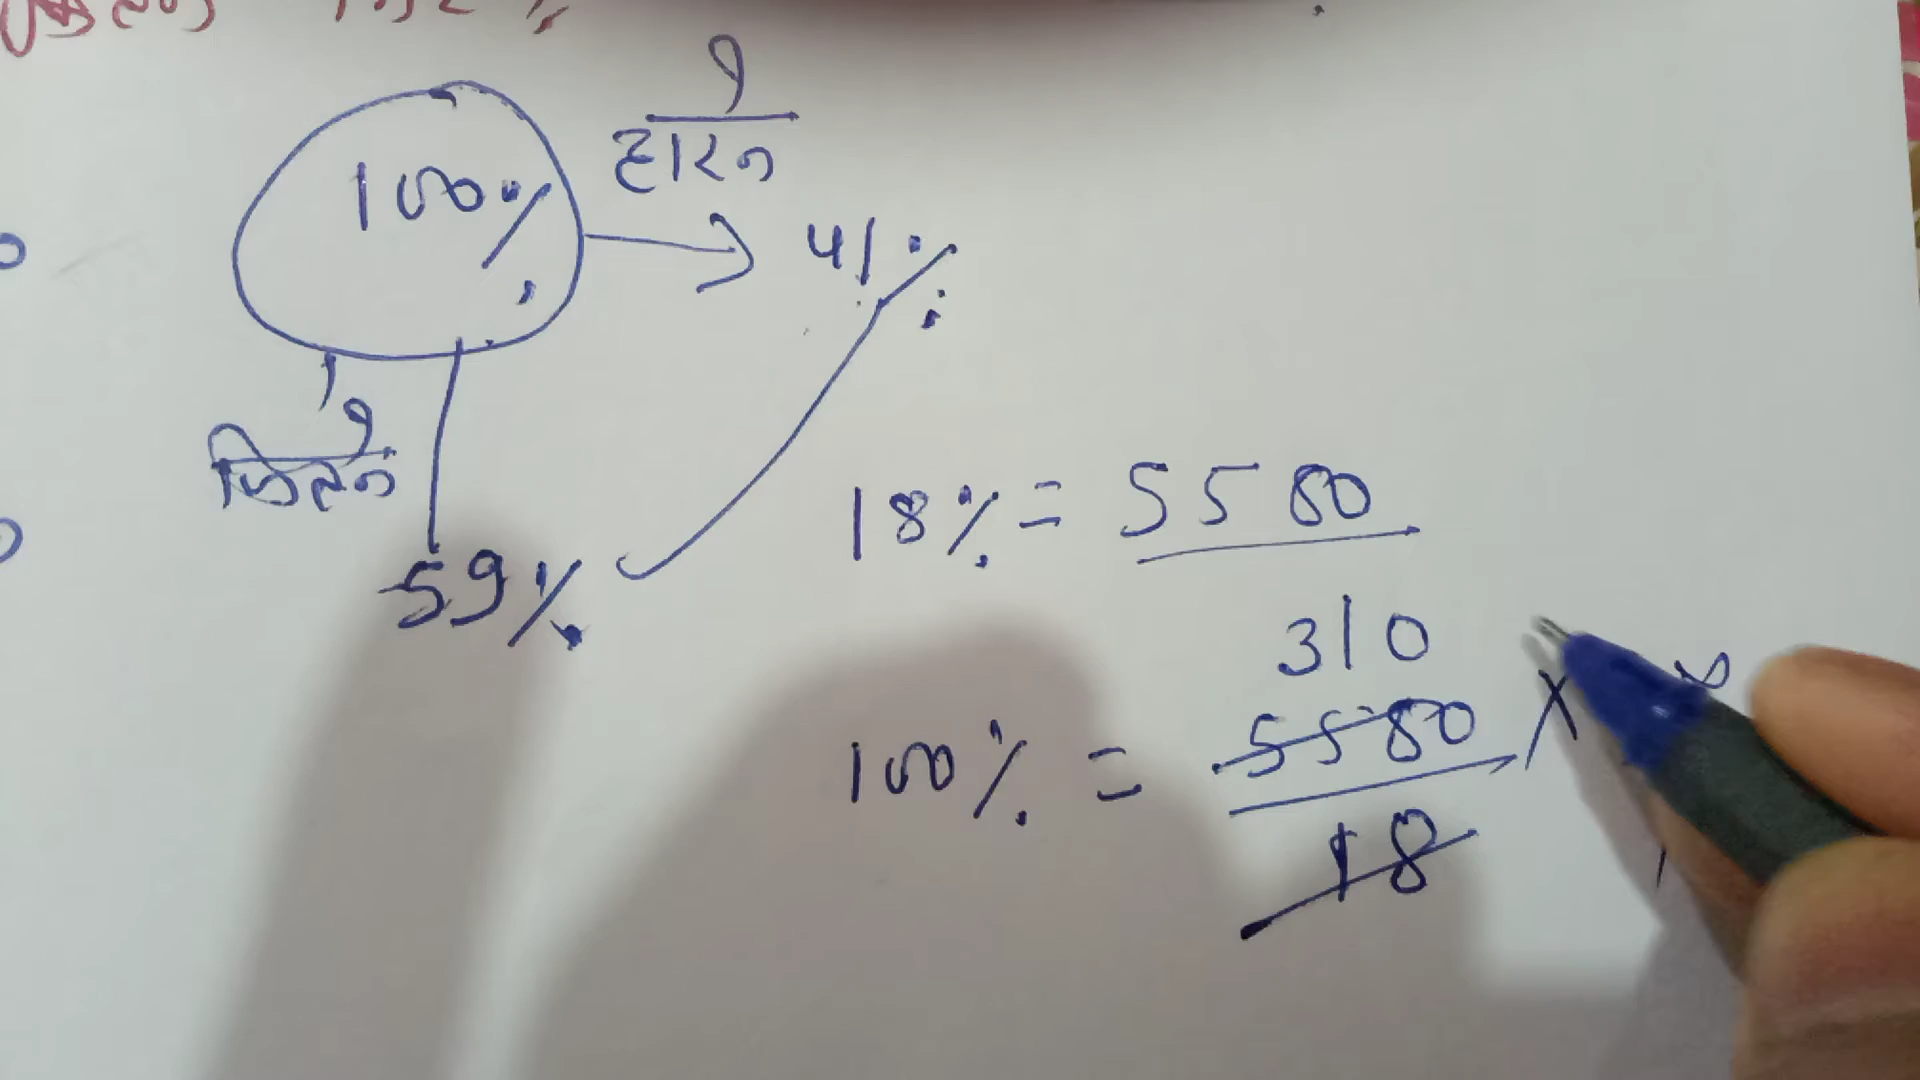 100%
हारने
41%
जितने
59%
18% = 5580
310
100% = 5580 ×
18